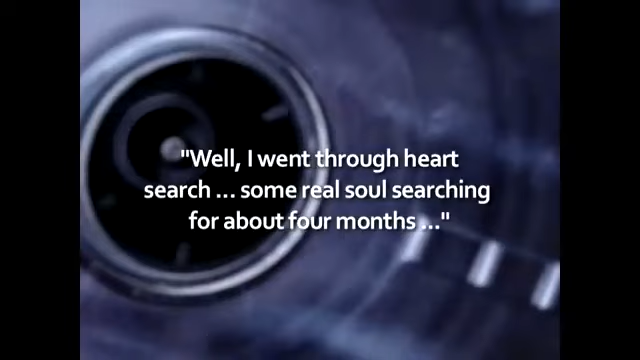 "Well, I went through heart
search ... some real soul searching
for about four months ..."